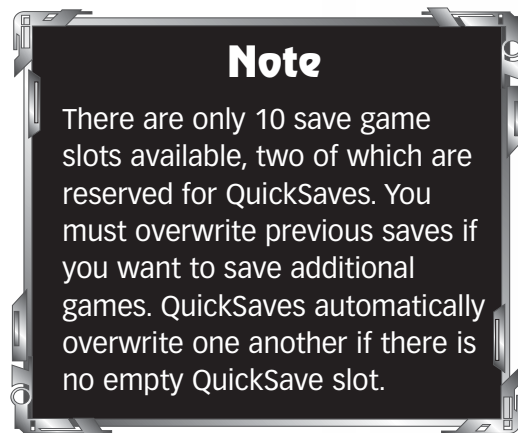 Note
There are only 10 save game
slots available, two of which are
reserved for QuickSaves. You
must overwrite previous saves if
you want to save additional
games. QuickSaves automatically
overwrite one another if there is
no empty QuickSave slot.